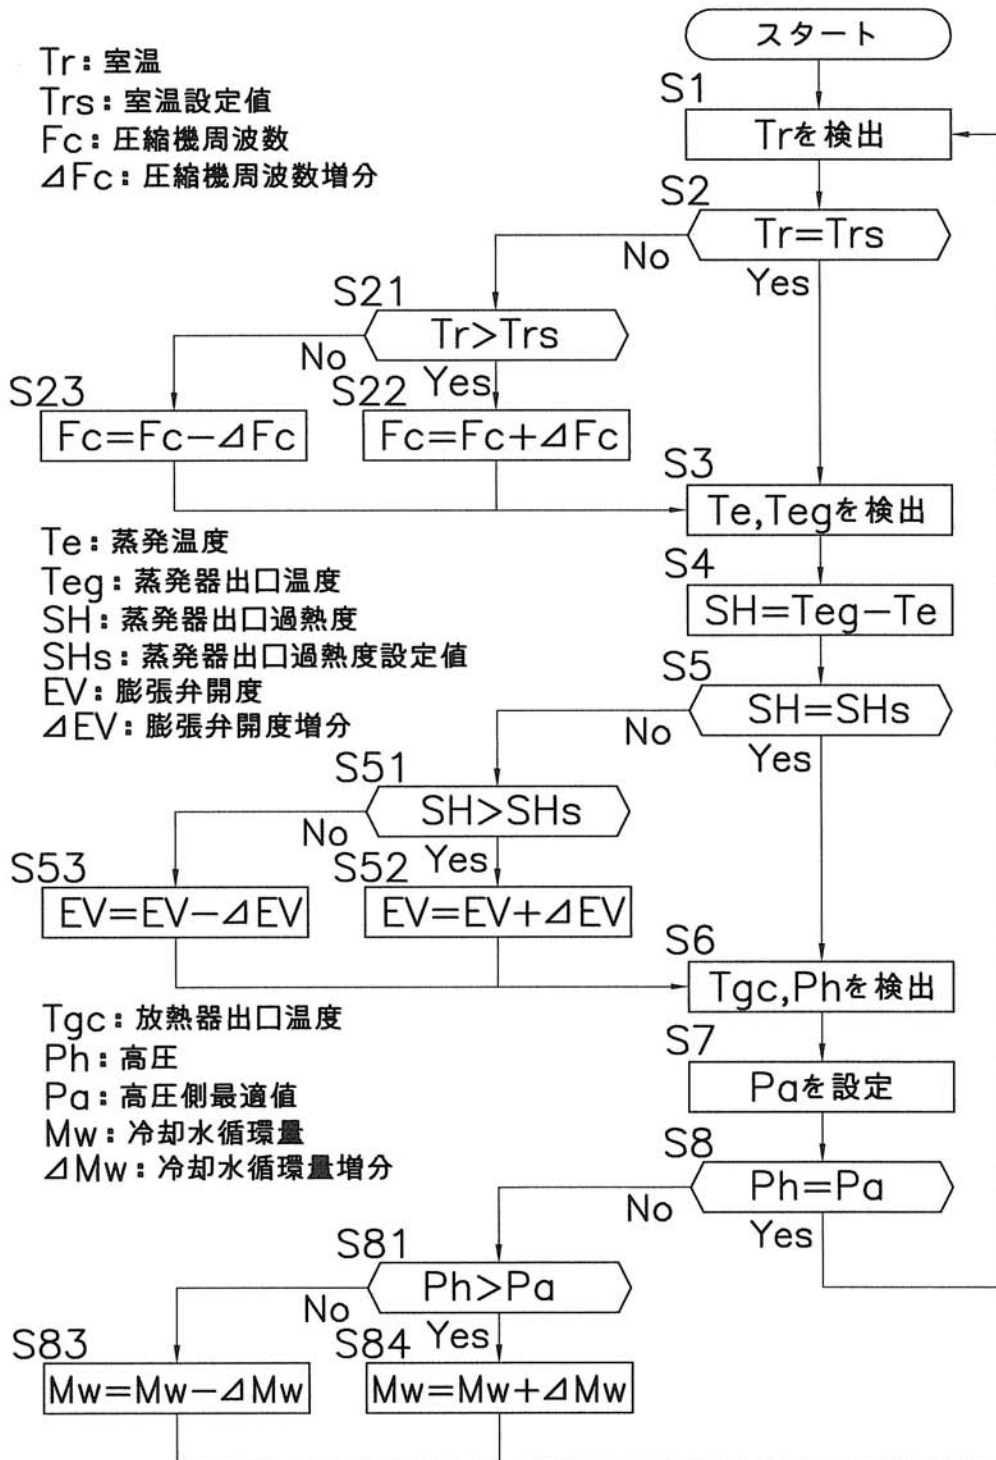 スタート
Tr：室温
Trs：室温設定値
Fc：圧縮機周波数
⊿Fc：圧縮機周波数増分
S1
Trを検出
S2
Tr=Trs
No
Yes
S21
Tr>Trs
No
Yes
S23
S22
Fc=Fc−⊿Fc
Fc=Fc+⊿Fc
S3
Te,Tegを検出
Te：蒸発温度
Teg：蒸発器出口温度
SH：蒸発器出口過熱度
SHs：蒸発器出口過熱度設定値
EV：膨張弁開度
⊿EV：膨張弁開度増分
S4
SH=Teg−Te
S5
SH=SHs
No
Yes
S51
SH>SHs
No
Yes
S53
S52
EV=EV−⊿EV
EV=EV+⊿EV
S6
Tgc,Phを検出
Tgc：放熱器出口温度
Ph：高圧
Pa：高圧側最適値
Mw：冷却水循環量
⊿Mw：冷却水循環量増分
S7
Paを設定
S8
Ph=Pa
No
Yes
S81
Ph>Pa
No
Yes
S83
S84
Mw=Mw−⊿Mw
Mw=Mw+⊿Mw